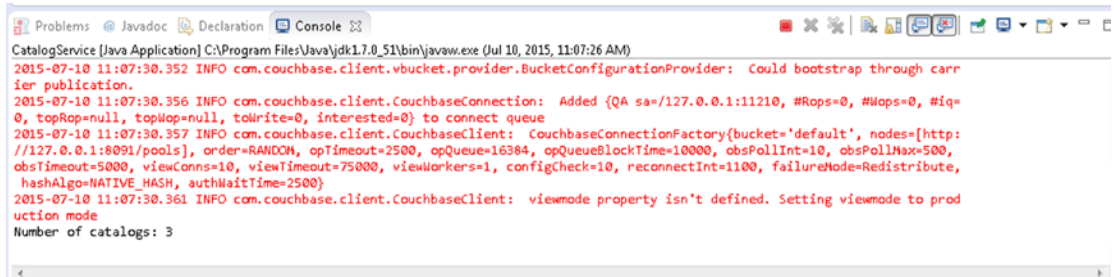 Problems @ Javadoc Declaration Console
CatalogService [Java Application] C:\Program Files\Java\jdk1.7.0_51\bin\javaw.exe (Jul 10, 2015, 11:07:26 AM)
2015-07-10 11:07:30.352 INFO com.couchbase.client.vbucket.provider.BucketConfigurationProvider:  Could bootstrap through carr
ier publication.
2015-07-10 11:07:30.356 INFO com.couchbase.client.CouchbaseConnection:  Added {QA sa=/127.0.0.1:11210, #Rops=0, #Wops=0, #iq=
0, topRop=null, topWop=null, toWrite=0, interested=0} to connect queue
2015-07-10 11:07:30.357 INFO com.couchbase.client.CouchbaseClient:  CouchbaseConnectionFactory{bucket='default', nodes=[http:
//127.0.0.1:8091/pools], order=RANDOM, opTimeout=2500, opQueue=16384, opQueueBlockTime=10000, obsPollInt=10, obsPollMax=500,
obsTimeout=5000, viewConns=10, viewTimeout=75000, viewWorkers=1, configCheck=10, reconnectInt=1100, failureMode=Redistribute,
 hashAlgo=NATIVE_HASH, authWaitTime=2500}
2015-07-10 11:07:30.361 INFO com.couchbase.client.CouchbaseClient:  viewmode property isn't defined. Setting viewmode to prod
uction mode
Number of catalogs: 3